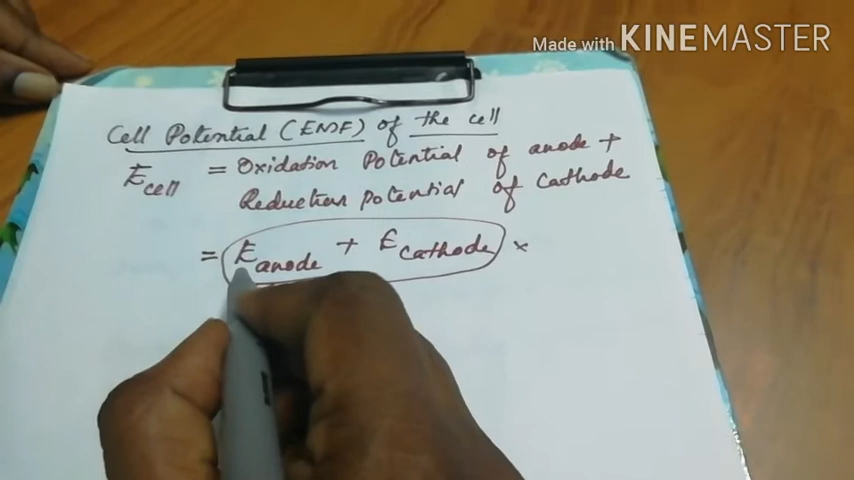 Made with KINEMASTER
Cell Potential (EMF) of the cell
Ecell = Oxidation Potential of anode +
Reduction potential of cathode
= Eanode + Ecathode ×